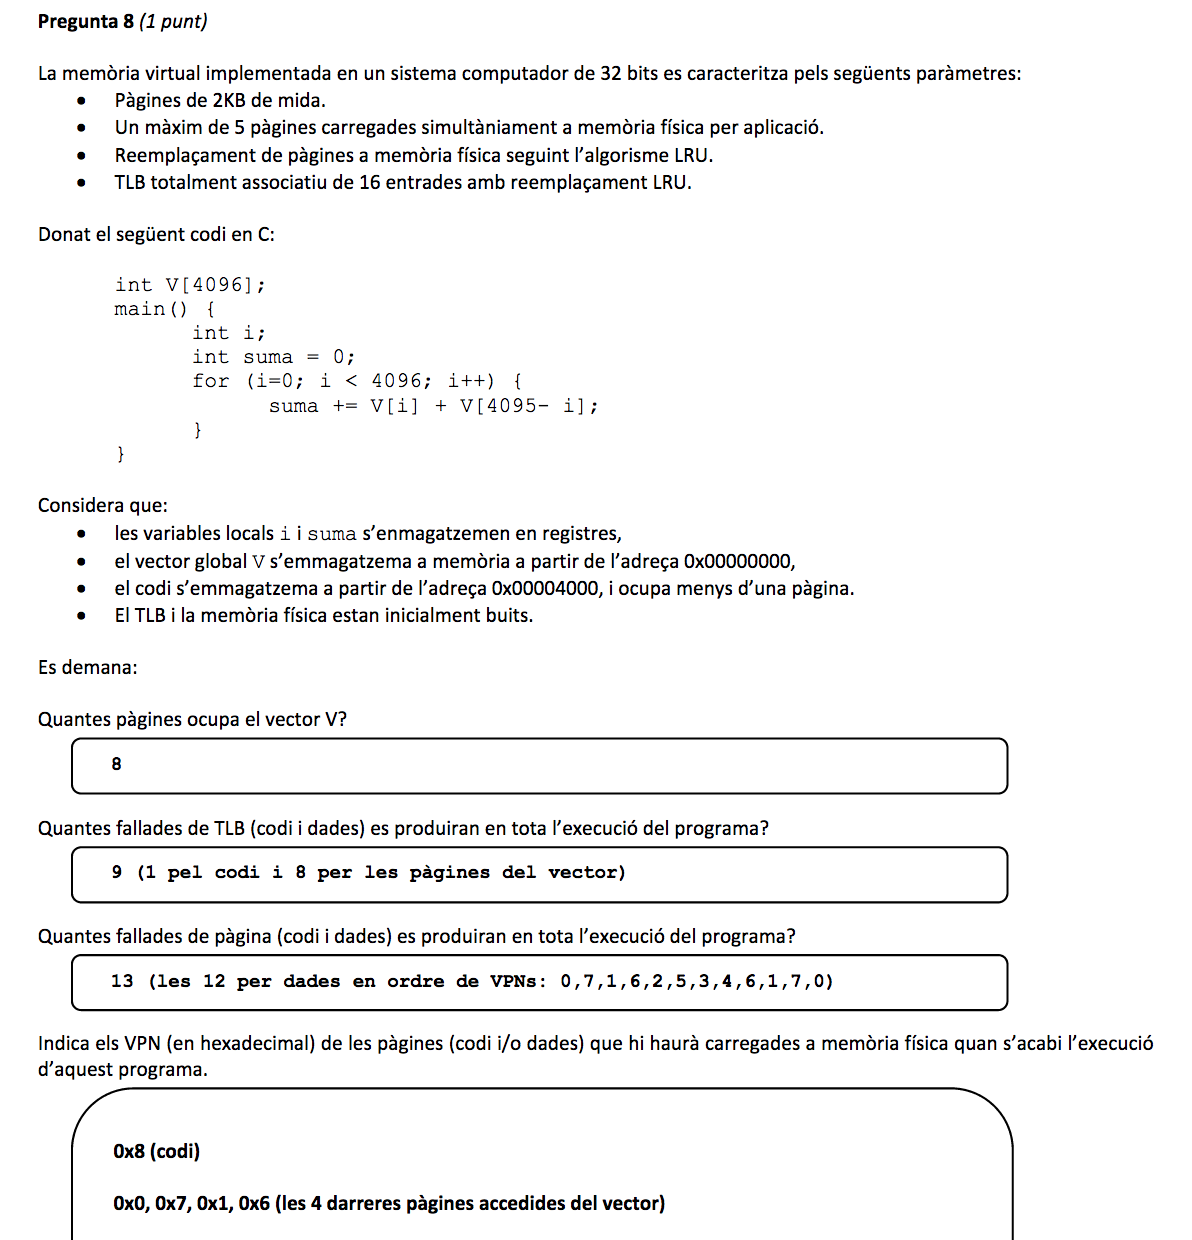 Pregunta 8 (1 punt)
La memòria virtual implementada en un sistema computador de 32 bits es caracteritza pels següents paràmetres:
• Pàgines de 2KB de mida.
• Un màxim de 5 pàgines carregades simultàniament a memòria física per aplicació.
• Reemplaçament de pàgines a memòria física seguint l'algorisme LRU.
• TLB totalment associatiu de 16 entrades amb reemplaçament LRU.
Donat el següent codi en C:
int V[4096];
main() {
int i;
int suma = 0;
for (i=0; i < 4096; i++) {
suma += V[i] + V[4095- i];
}
}
Considera que:
• les variables locals i i suma s'enmagatzemen en registres,
• el vector global V s'emmagatzema a memòria a partir de l'adreça 0x00000000,
• el codi s'emmagatzema a partir de l'adreça 0x00004000, i ocupa menys d'una pàgina.
• El TLB i la memòria física estan inicialment buits.
Es demana:
Quantes pàgines ocupa el vector V?
8
Quantes fallades de TLB (codi i dades) es produiran en tota l'execució del programa?
9 (1 pel codi i 8 per les pàgines del vector)
Quantes fallades de pàgina (codi i dades) es produiran en tota l'execució del programa?
13 (les 12 per dades en ordre de VPNs: 0,7,1,6,2,5,3,4,6,1,7,0)
Indica els VPN (en hexadecimal) de les pàgines (codi i/o dades) que hi haurà carregades a memòria física quan s'acabi l'execució
d'aquest programa.
0x8 (codi)
0x0, 0x7, 0x1, 0x6 (les 4 darreres pàgines accedides del vector)